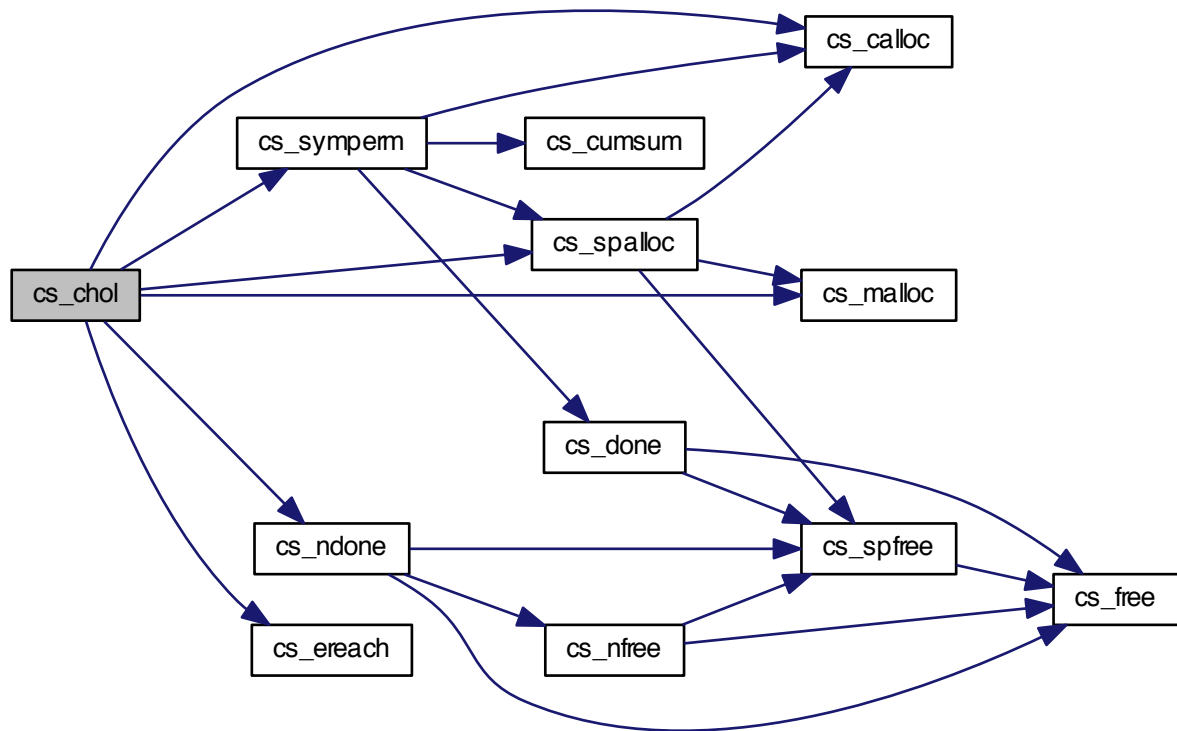 cs_calloc
cs_symperm
cs_cumsum
cs_spalloc
cs_chol
cs_malloc
cs_done
cs_ndone
cs_spfree
cs_free
cs_ereach
cs_nfree